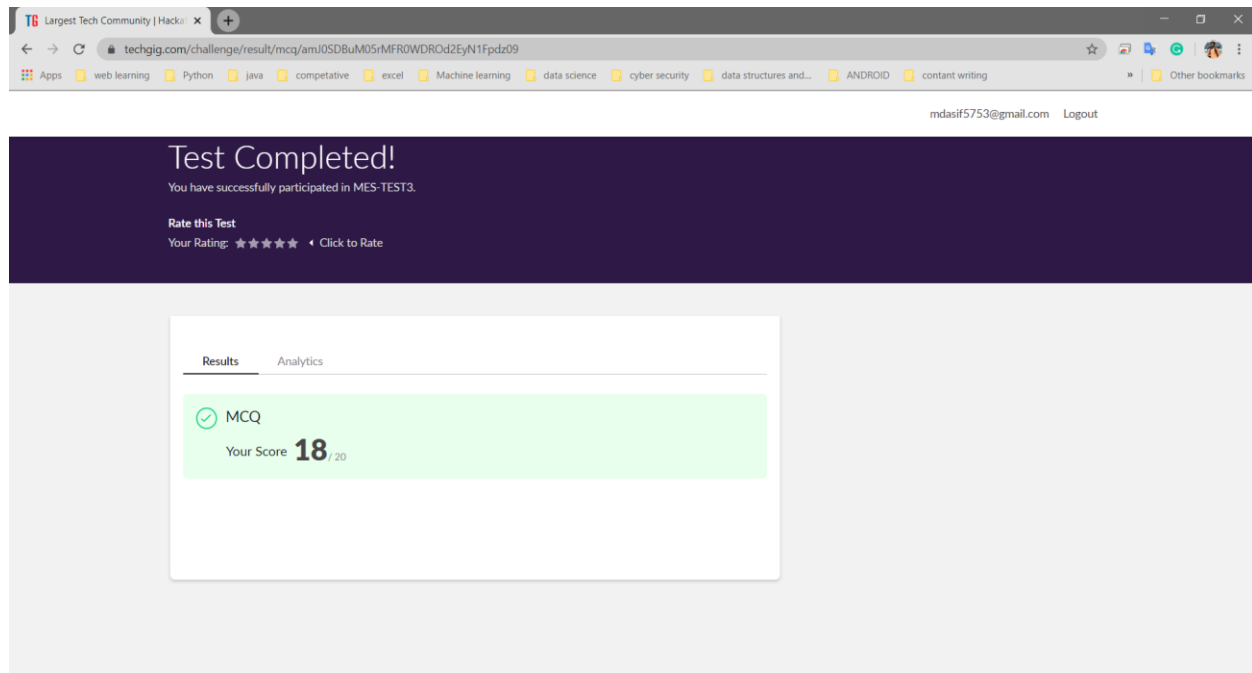 TG Largest Tech Community | Hacka
techgig.com/challenge/result/mcq/amJ0SDBuM05rMFR0WDROd2EyN1Fpdz09
Apps web learning Python java competative excel Machine learning data science cyber security data structures and... ANDROID contant writing » Other bookmarks
mdasif5753@gmail.com Logout
Test Completed!
You have successfully participated in MES-TEST3.
Rate this Test
Your Rating: Click to Rate
Results Analytics
MCQ
Your Score 18 / 20